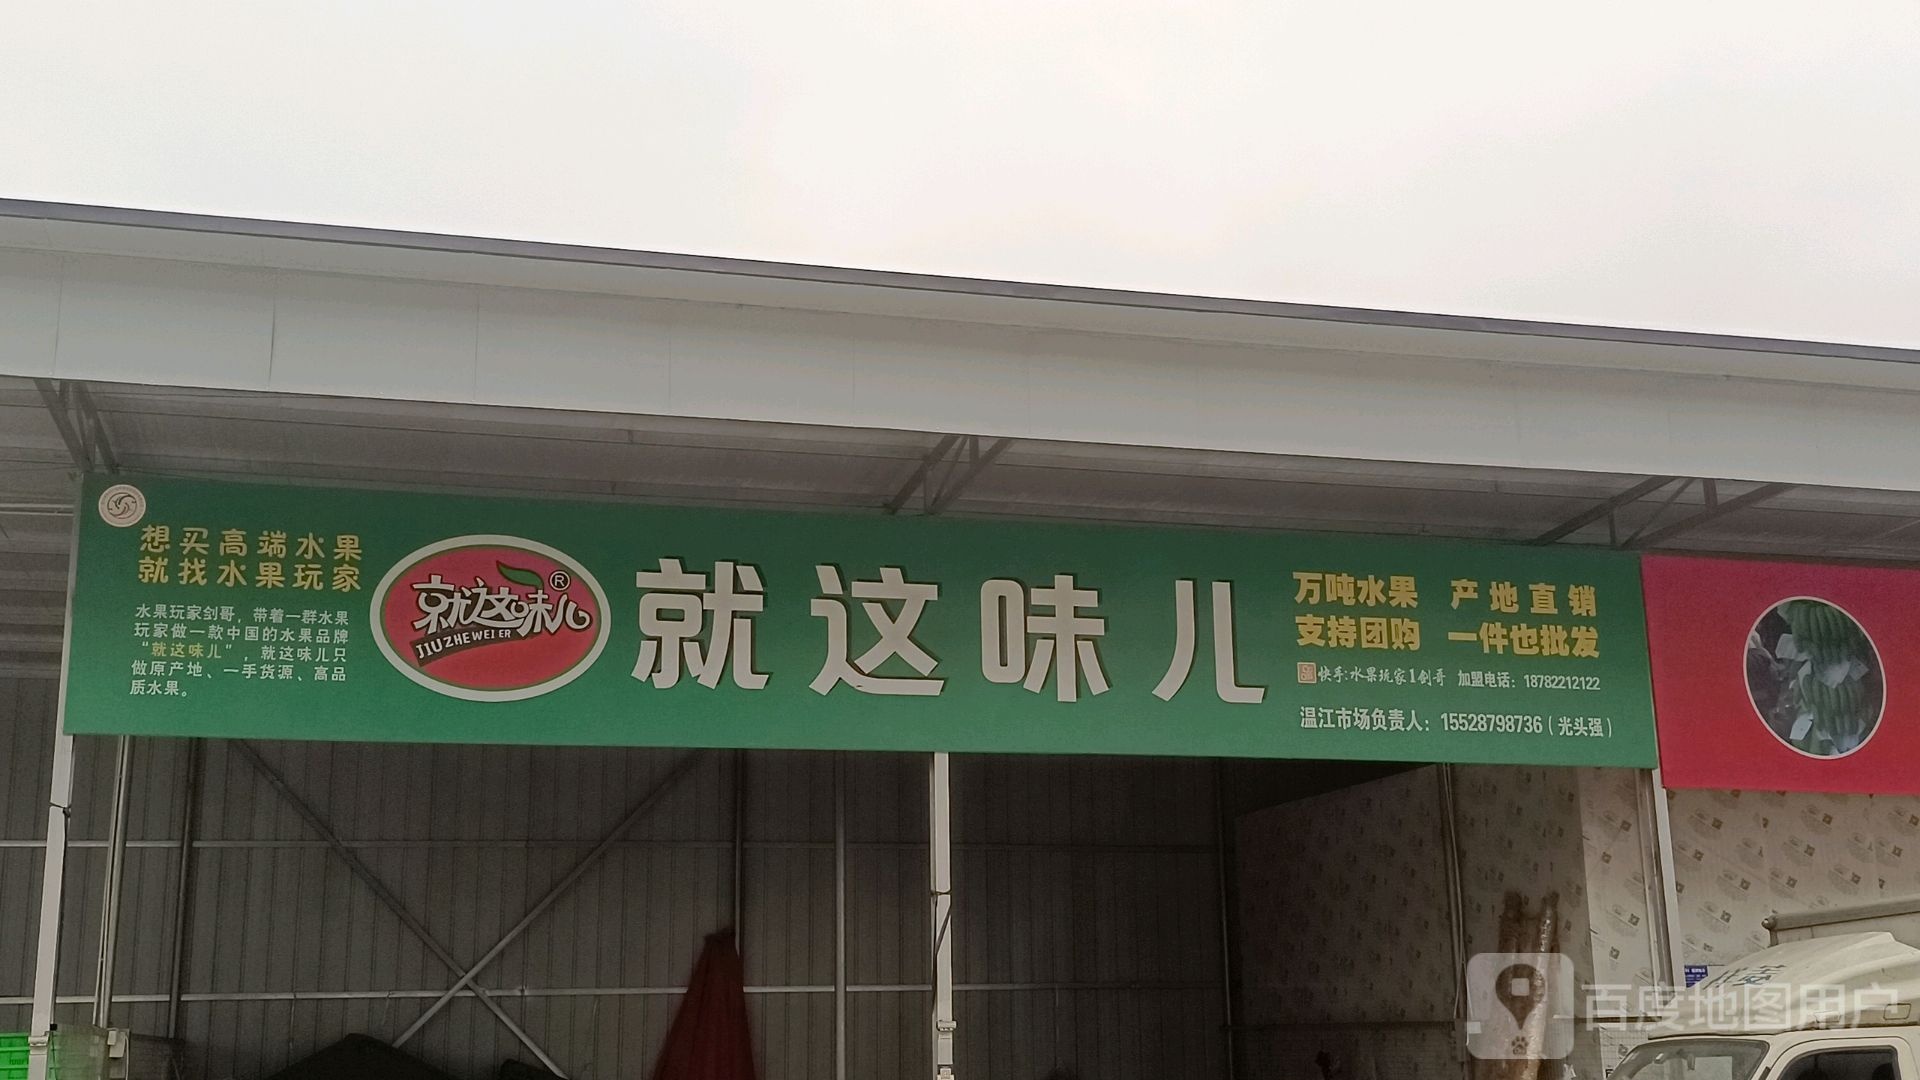 想买高端水果
就找水果玩家
水果玩家剑哥，带着一群水果
玩家做一款中国的水果品牌
“就这味儿”，就这味儿只
做原产地、一手货源、高品
质水果。
就这味儿®
JIUZHEWEIER
就这味儿
万吨水果 产地直销
支持团购 一件也批发
快手:水果玩家1剑哥 加盟电话：18782212122
温江市场负责人：15528798736（光头强）
百度地图用户